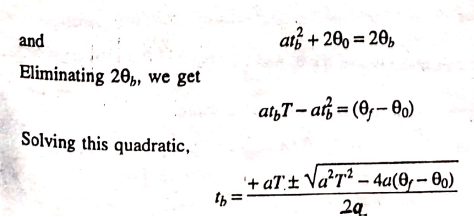 and
at_b^2 + 2θ_0 = 2θ_b
Eliminating 2θ_b, we get
at_bT – at_b^2 = (θ_f – θ_0)
Solving this quadratic,
t_b = (+ aT ± √(a^2T^2 – 4a(θ_f – θ_0))) / 2a